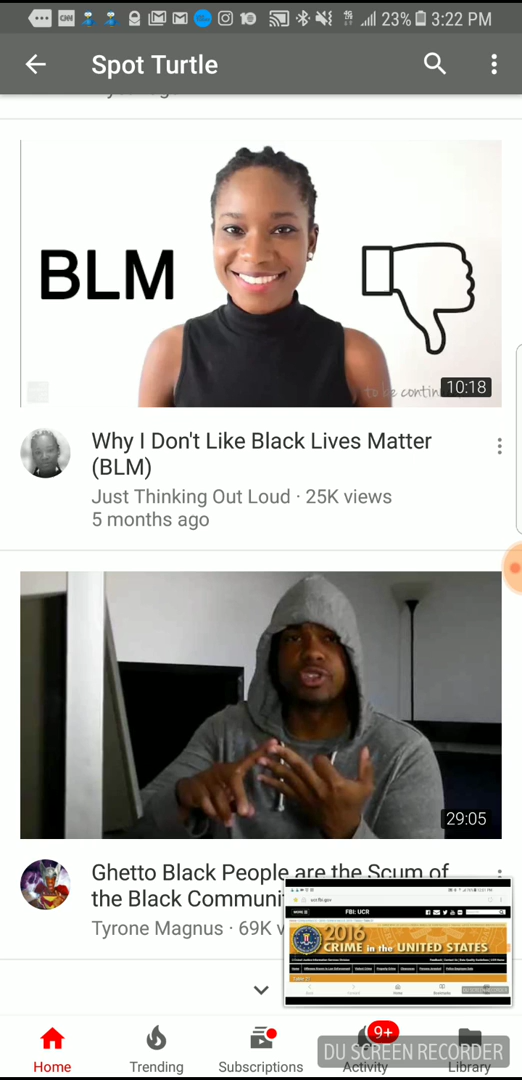 23% 3:22 PM
Spot Turtle
BLM
to be contin
10:18
Why I Don't Like Black Lives Matter
(BLM)
Just Thinking Out Loud · 25K views
5 months ago
29:05
Ghetto Black People are the Scum of
the Black Communi
Tyrone Magnus · 69K v
FBI: UCR
2016
CRIME in the UNITED STATES
9+
Home
Trending
Subscriptions
Activity
Library
DU SCREEN RECORDER